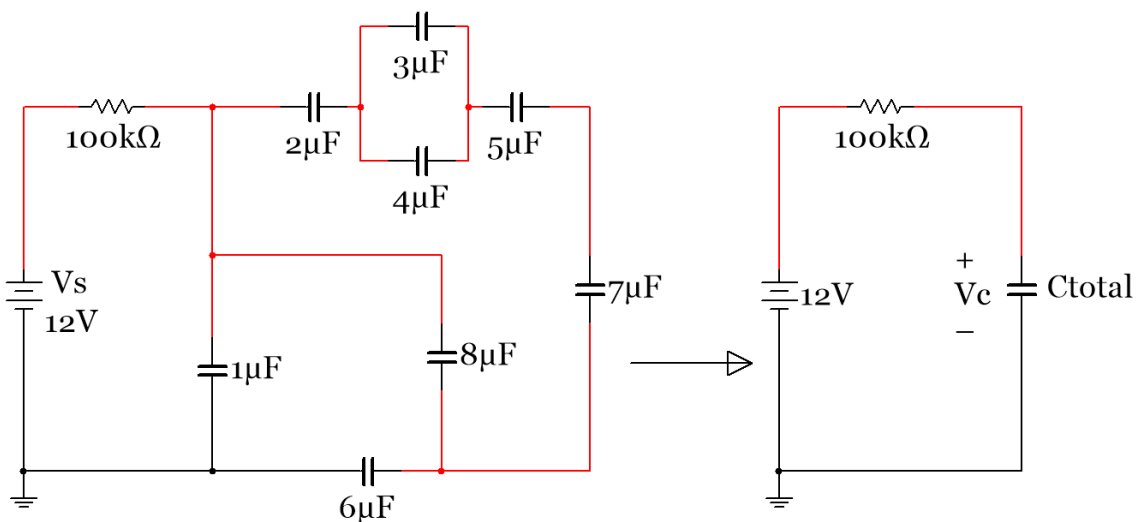 3µF
100kΩ
2µF
5µF
100kΩ
4µF
Vs
12V
7µF
12V
+
Vc
–
Ctotal
1µF
8µF
6µF